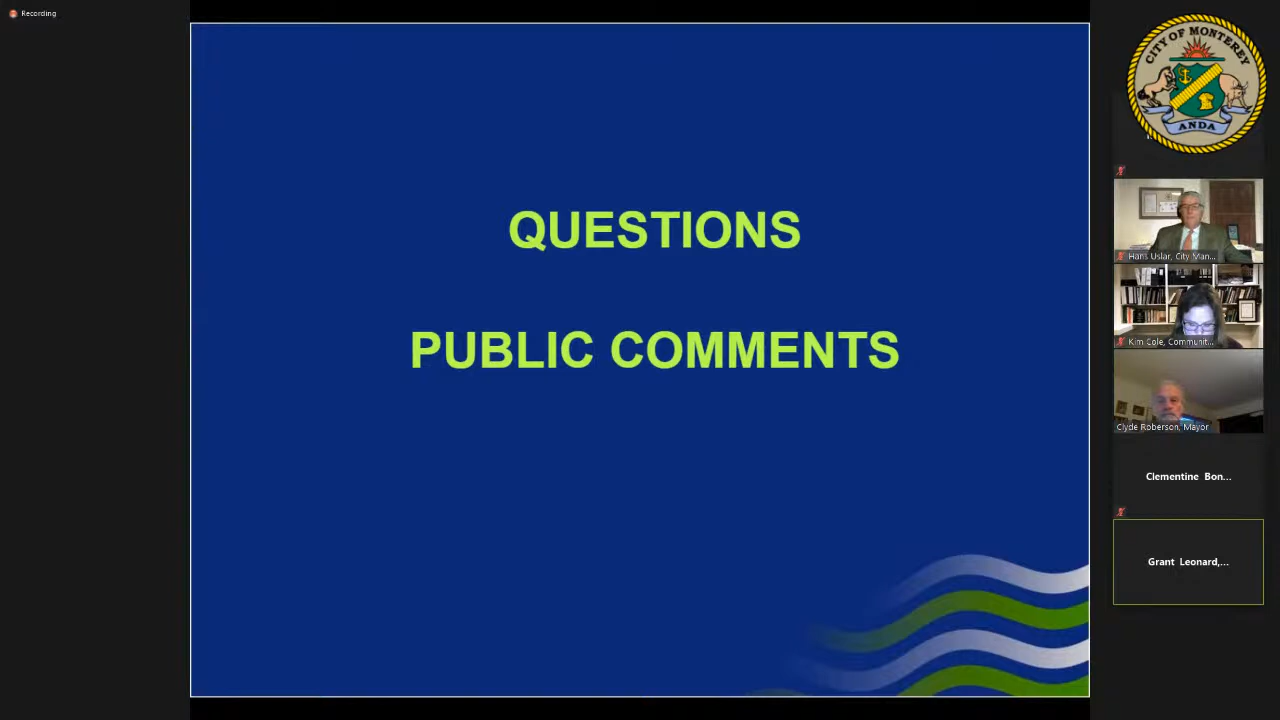 Recording
QUESTIONS
PUBLIC COMMENTS
CITY OF MONTEREY
ANDA
Hans Uslar, City Man...
Kim Cole, Communit...
Clyde Roberson, Mayor
Clementine Bon...
Grant Leonard,...